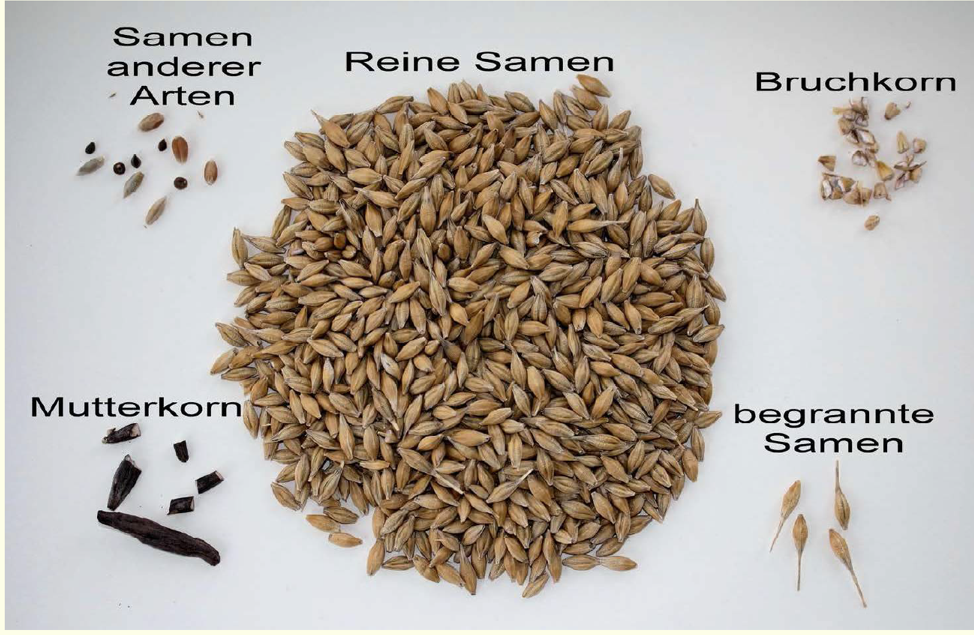 Samen
anderer
Arten
Reine Samen
Bruchkorn
Mutterkorn
begrannte
Samen